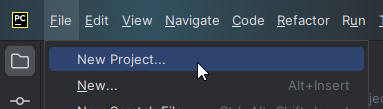 PC File Edit View Navigate Code Refactor Run
New Project...
New... Alt+Insert